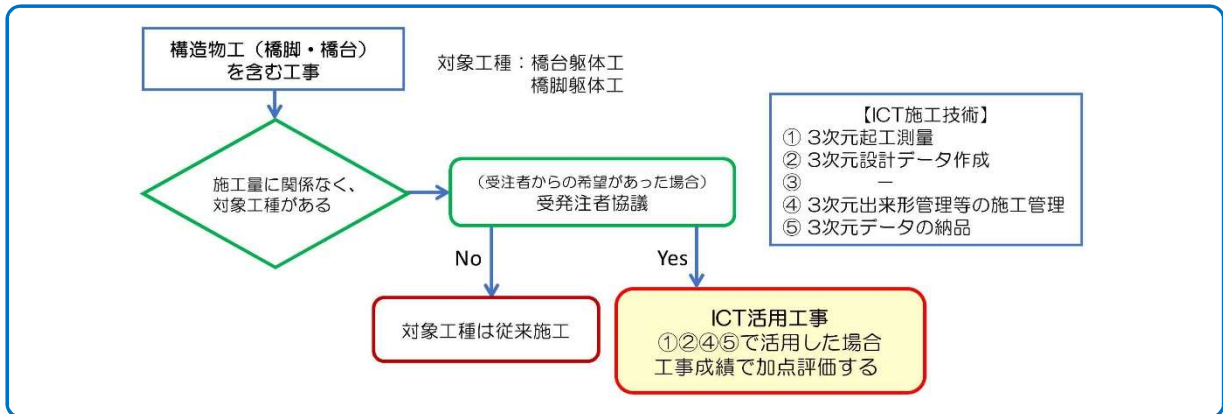 構造物工（橋脚・橋台）
を含む工事
対象工種：橋台躯体工
橋脚躯体工
施工量に関係なく、
対象工種がある
（受注者からの希望があった場合）
受発注者協議
【ICT施工技術】
① 3次元起工測量
② 3次元設計データ作成
③　　－
④ 3次元出来形管理等の施工管理
⑤ 3次元データの納品
No
Yes
対象工種は従来施工
ICT活用工事
①②④⑤で活用した場合
工事成績で加点評価する